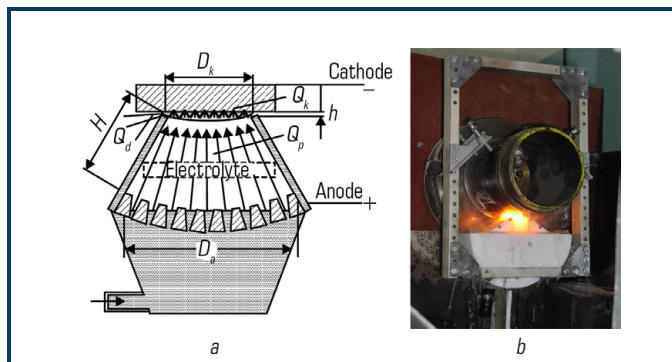 D_k
Cathode
−
Q_k
h
H
Q_d
Q_p
Electrolyte
Anode +
D_a
a
b